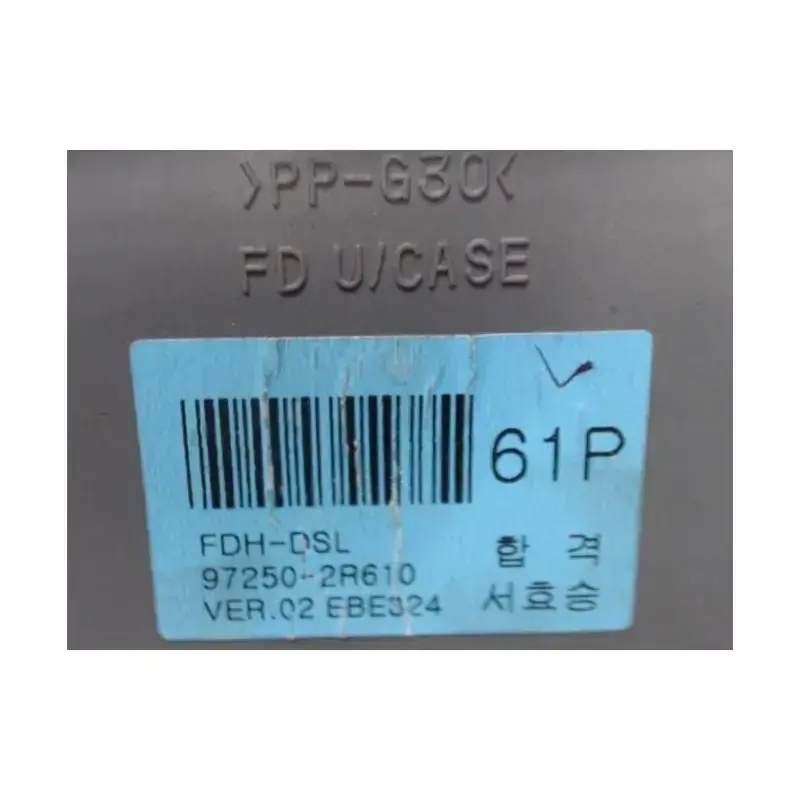 >PP-G30<
FD U/CASE
61P
FDH-DSL
97250-2R610
VER.02 EBE324
합 격
서효승